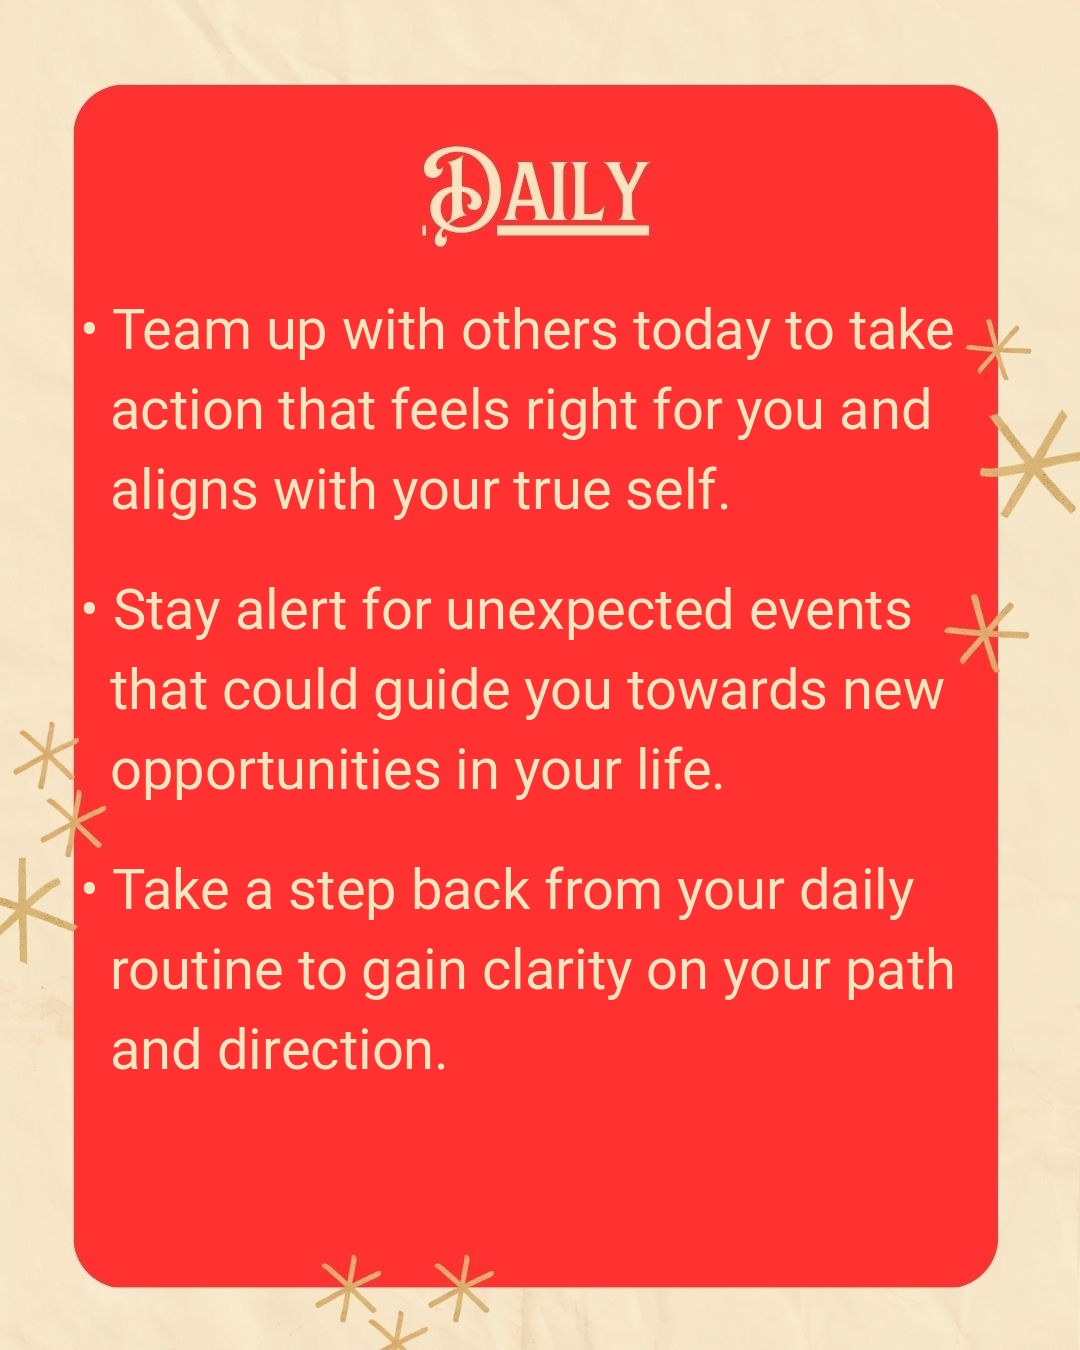 Daily
• Team up with others today to take
action that feels right for you and
aligns with your true self.
• Stay alert for unexpected events
that could guide you towards new
opportunities in your life.
• Take a step back from your daily
routine to gain clarity on your path
and direction.